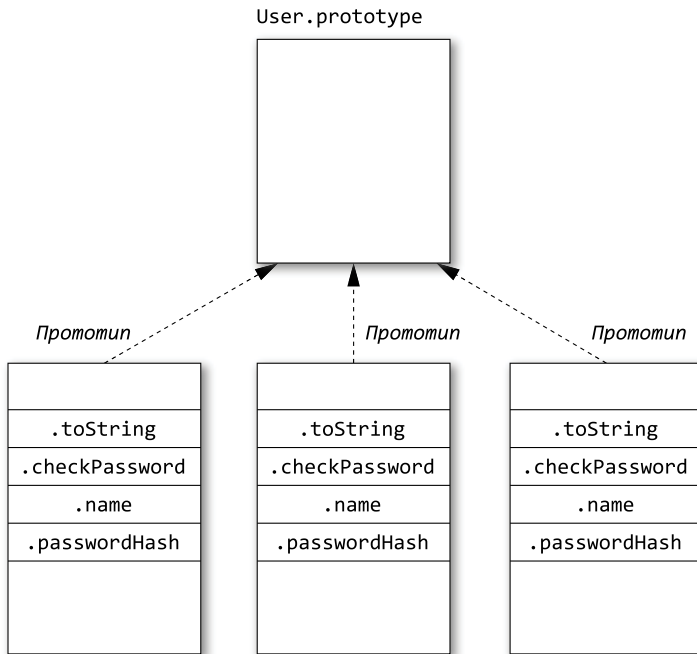 User.prototype
Прототип Прототип Прототип
.toString .toString .toString
.checkPassword .checkPassword .checkPassword
.name .name .name
.passwordHash .passwordHash .passwordHash